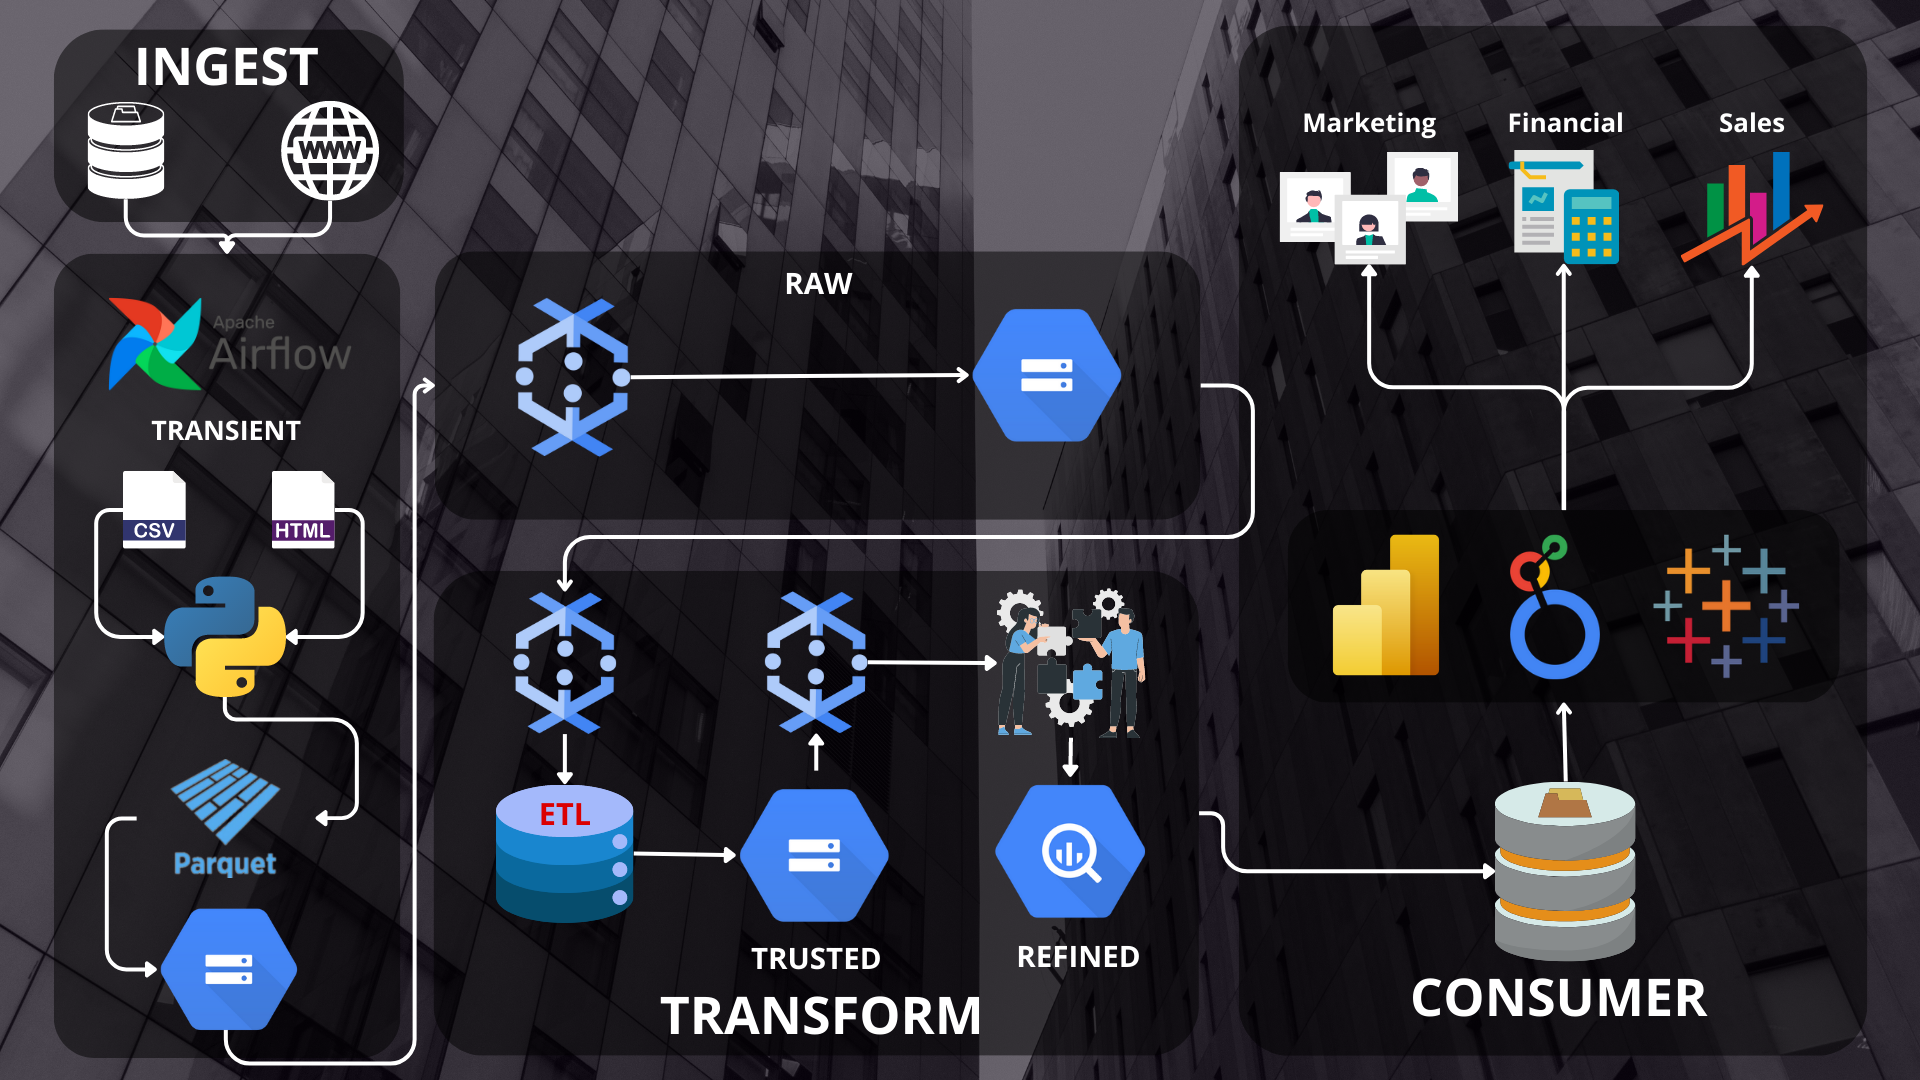 INGEST
WWW
Apache
Airflow
TRANSIENT
CSV
HTML
Parquet
RAW
ETL
TRUSTED
REFINED
TRANSFORM
Marketing
Financial
Sales
CONSUMER